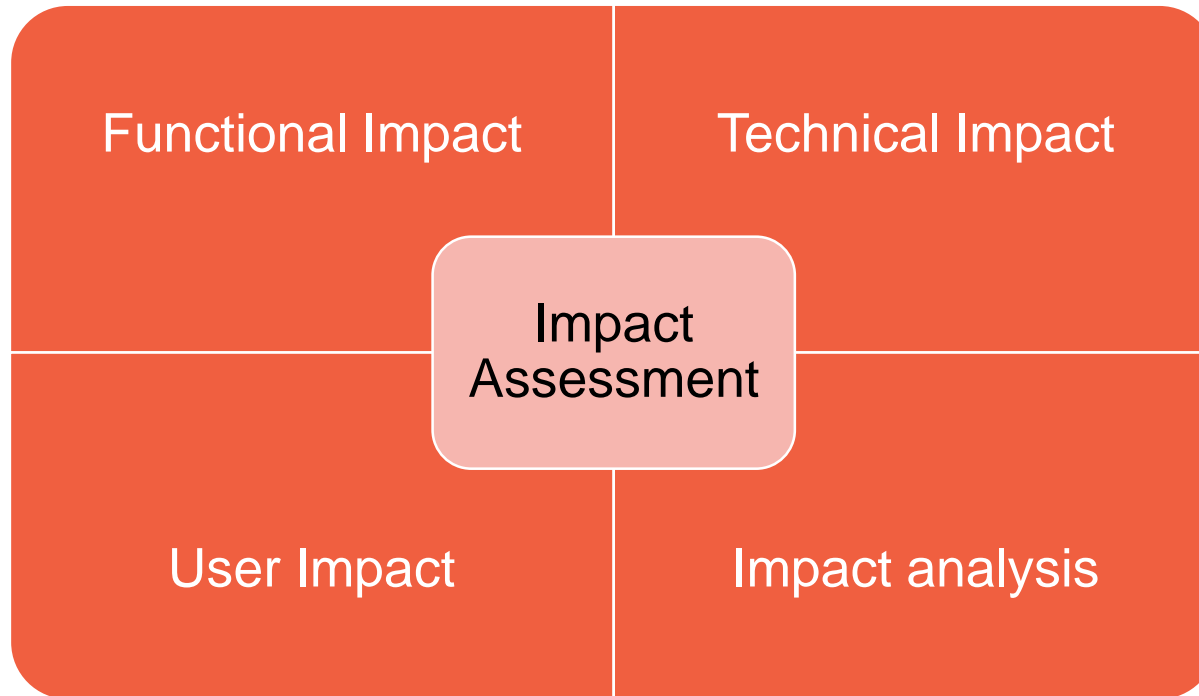 Functional Impact
Technical Impact
Impact
Assessment
User Impact
Impact analysis